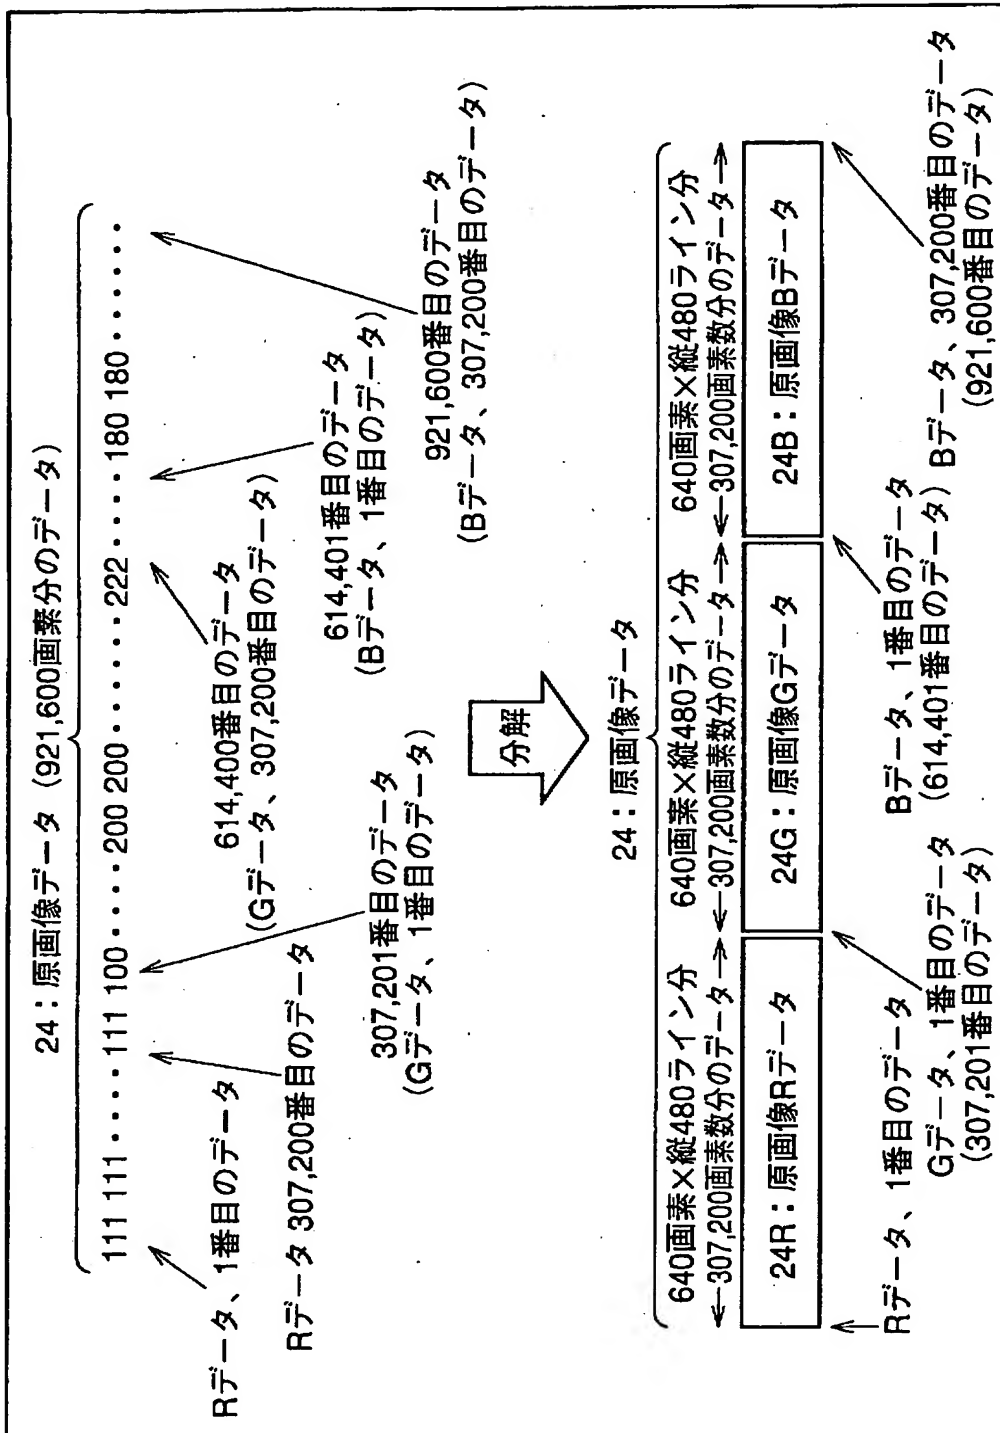 24：原画像データ（921,600画素分のデータ）
111 111・・・・・111 100・・・・・200 200・・・・・・・222・・・・・180 180・・・・・・
Rデータ、1番目のデータ
Rデータ 307,200番目のデータ
307,201番目のデータ
(Gデータ、1番目のデータ)
614,400番目のデータ
(Gデータ、307,200番目のデータ)
614,401番目のデータ
(Bデータ、1番目のデータ)
921,600番目のデータ
(Bデータ、307,200番目のデータ)
分解
24：原画像データ
640画素×縦480ライン分 640画素×縦480ライン分 640画素×縦480ライン分
←307,200画素数分のデータ→←307,200画素数分のデータ→←307,200画素数分のデータ→
24R：原画像Rデータ
24G：原画像Gデータ
24B：原画像Bデータ
Rデータ、1番目のデータ
Gデータ、1番目のデータ
(307,201番目のデータ)
Bデータ、1番目のデータ
(614,401番目のデータ)
Bデータ、307,200番目のデータ
(921,600番目のデータ)